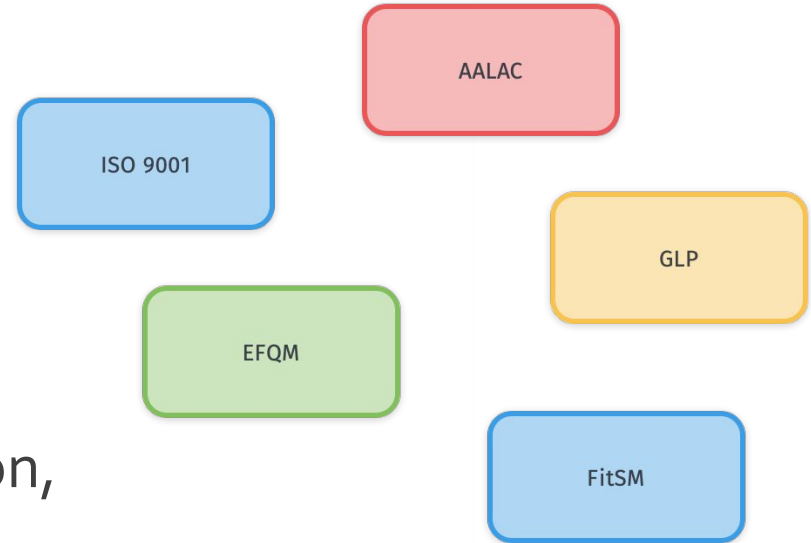 AALAC
ISO 9001
GLP
EFQM
on,
FitSM